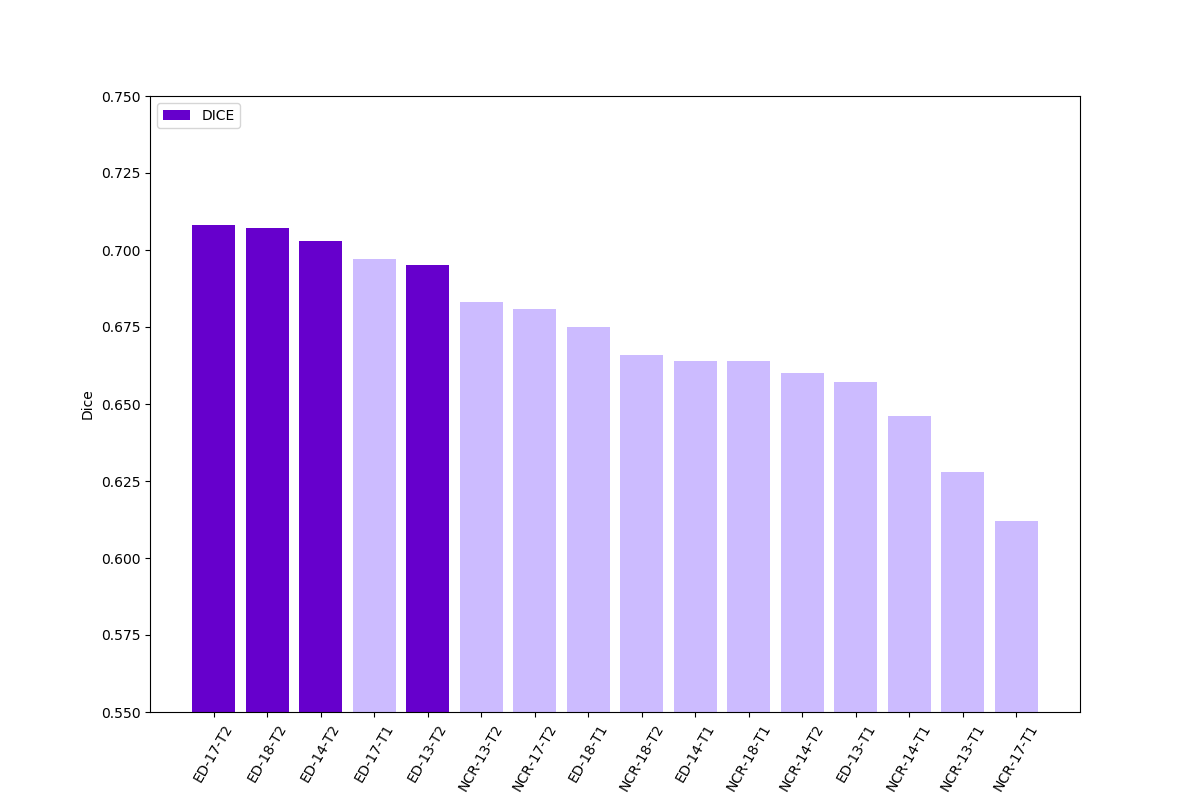 DICE
0.750
0.725
0.700
0.675
0.650
0.625
0.600
0.575
0.550
Dice
ED-17-T2
ED-18-T2
ED-14-T2
ED-17-T1
ED-13-T2
NCR-13-T2
NCR-17-T2
ED-18-T1
NCR-18-T2
ED-14-T1
NCR-18-T1
NCR-14-T2
ED-13-T1
NCR-14-T1
NCR-13-T1
NCR-17-T1